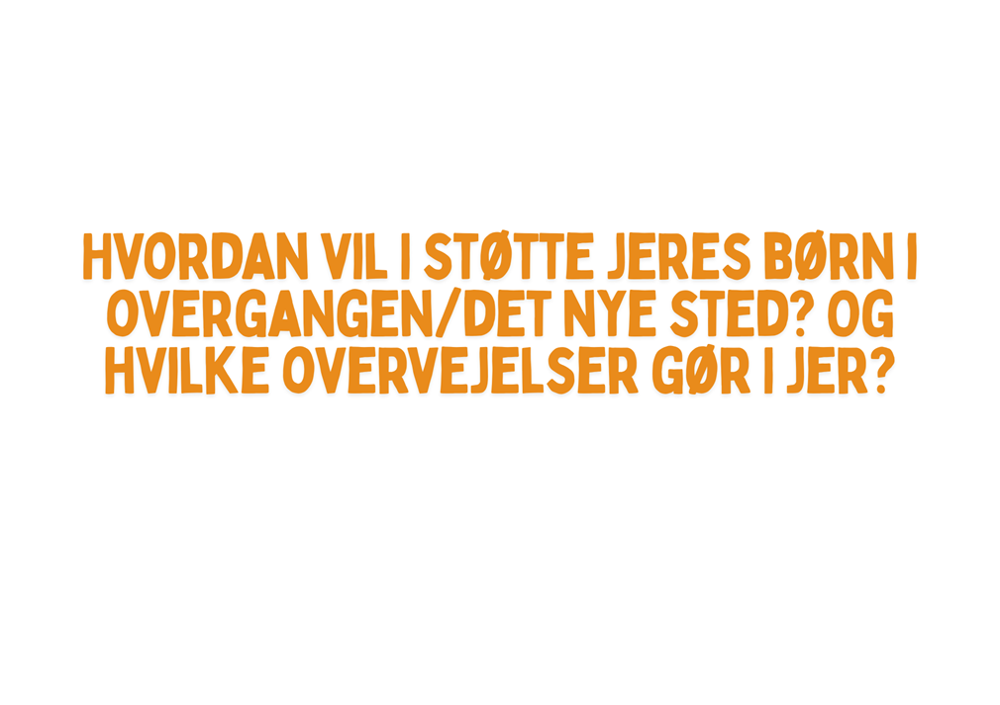 HVORDAN VIL I STØTTE JERES BØRN I
OVERGANGEN/DET NYE STED? OG
HVILKE OVERVEJELSER GØR I JER?